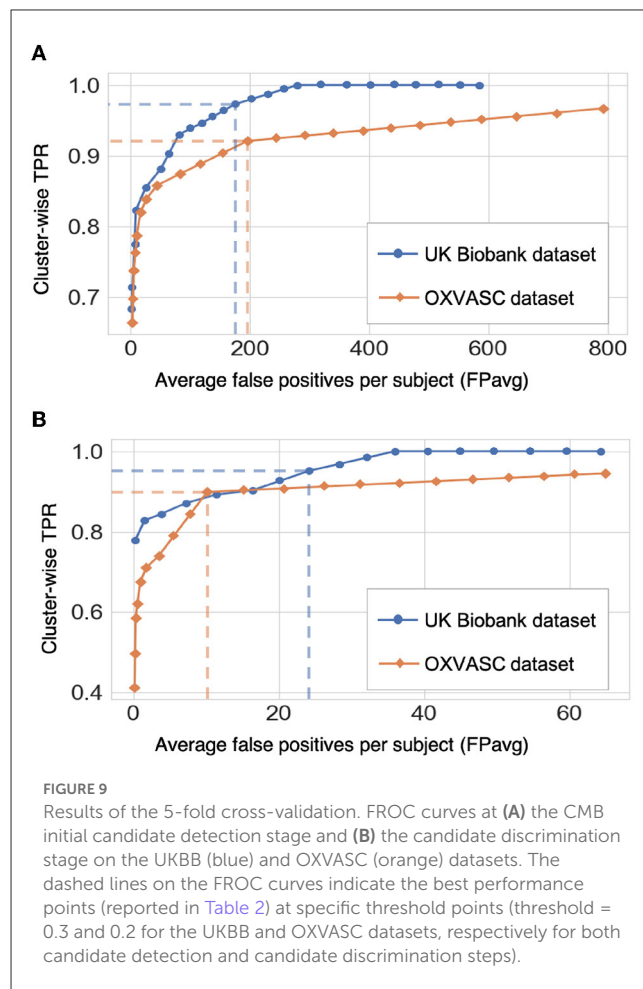 A
1.0
0.9
0.8
0.7
Cluster-wise TPR
UK Biobank dataset
OXVASC dataset
0 200 400 600 800
Average false positives per subject (FPavg)
B
1.0
0.8
0.6
0.4
Cluster-wise TPR
UK Biobank dataset
OXVASC dataset
0 20 40 60
Average false positives per subject (FPavg)
FIGURE 9
Results of the 5-fold cross-validation. FROC curves at (A) the CMB
initial candidate detection stage and (B) the candidate discrimination
stage on the UKBB (blue) and OXVASC (orange) datasets. The
dashed lines on the FROC curves indicate the best performance
points (reported in Table 2) at specific threshold points (threshold =
0.3 and 0.2 for the UKBB and OXVASC datasets, respectively for both
candidate detection and candidate discrimination steps).